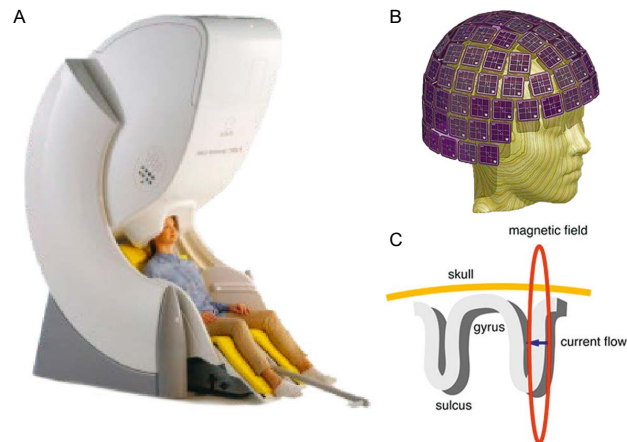 A
B
C
magnetic field
skull
gyrus
current flow
sulcus